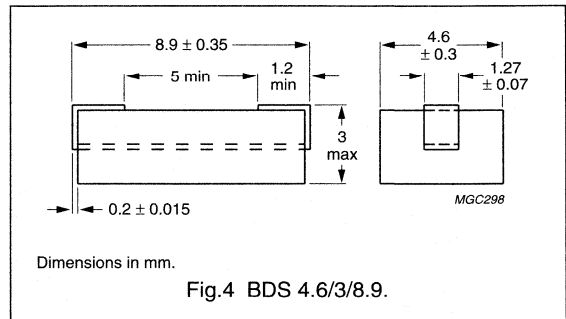 8.9 ± 0.35
4.6
± 0.3
5 min
1.2
min
1.27
± 0.07
3
max
MGC298
0.2 ± 0.015
Dimensions in mm.
Fig.4 BDS 4.6/3/8.9.